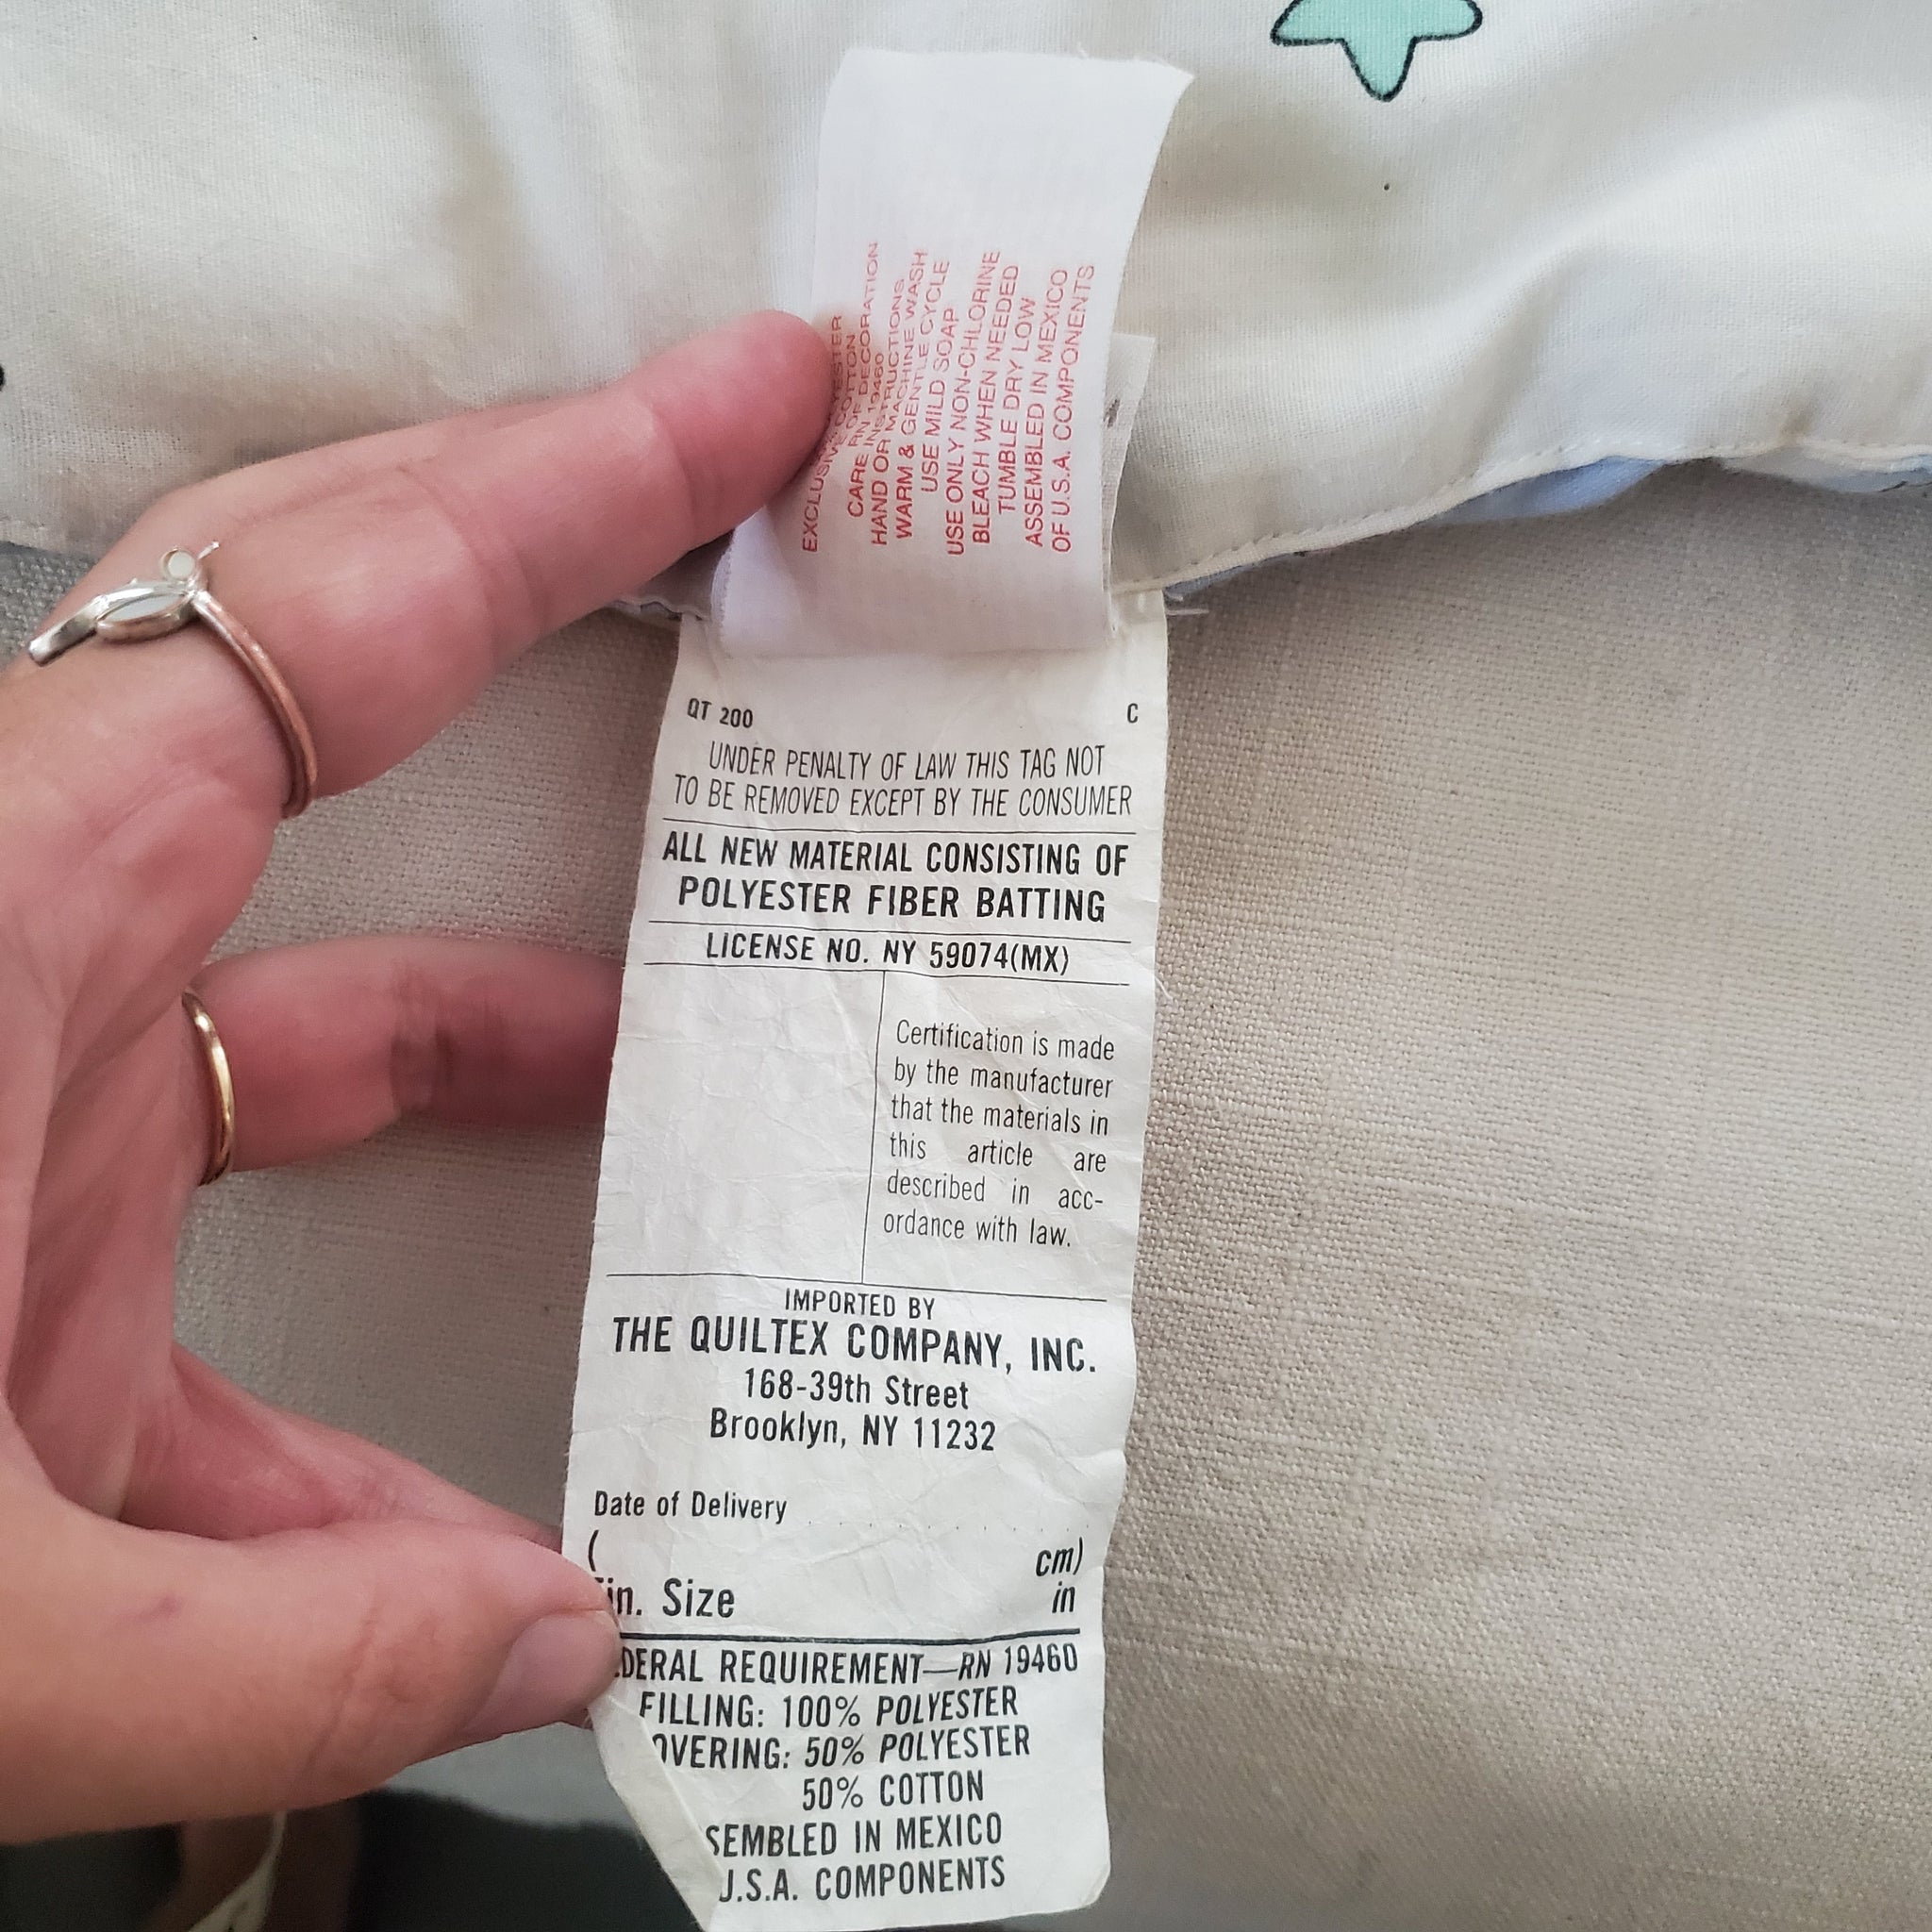 EXCLUSIVE OF DECORATION
CARE RN 19460
HAND OR MACHINE WASH
WARM & GENTLE CYCLE
USE MILD SOAP
USE ONLY NON-CHLORINE
BLEACH WHEN NEEDED
TUMBLE DRY LOW
ASSEMBLED IN MEXICO
OF U.S.A. COMPONENTS
QT 200 C
UNDER PENALTY OF LAW THIS TAG NOT
TO BE REMOVED EXCEPT BY THE CONSUMER
ALL NEW MATERIAL CONSISTING OF
POLYESTER FIBER BATTING
LICENSE NO. NY 59074(MX)
Certification is made
by the manufacturer
that the materials in
this article are
described in acc-
ordance with law.
IMPORTED BY
THE QUILTEX COMPANY, INC.
168-39th Street
Brooklyn, NY 11232
Date of Delivery
( cm)
in. Size in
DERAL REQUIREMENT—RN 19460
FILLING: 100% POLYESTER
OVERING: 50% POLYESTER
50% COTTON
SEMBLED IN MEXICO
U.S.A. COMPONENTS